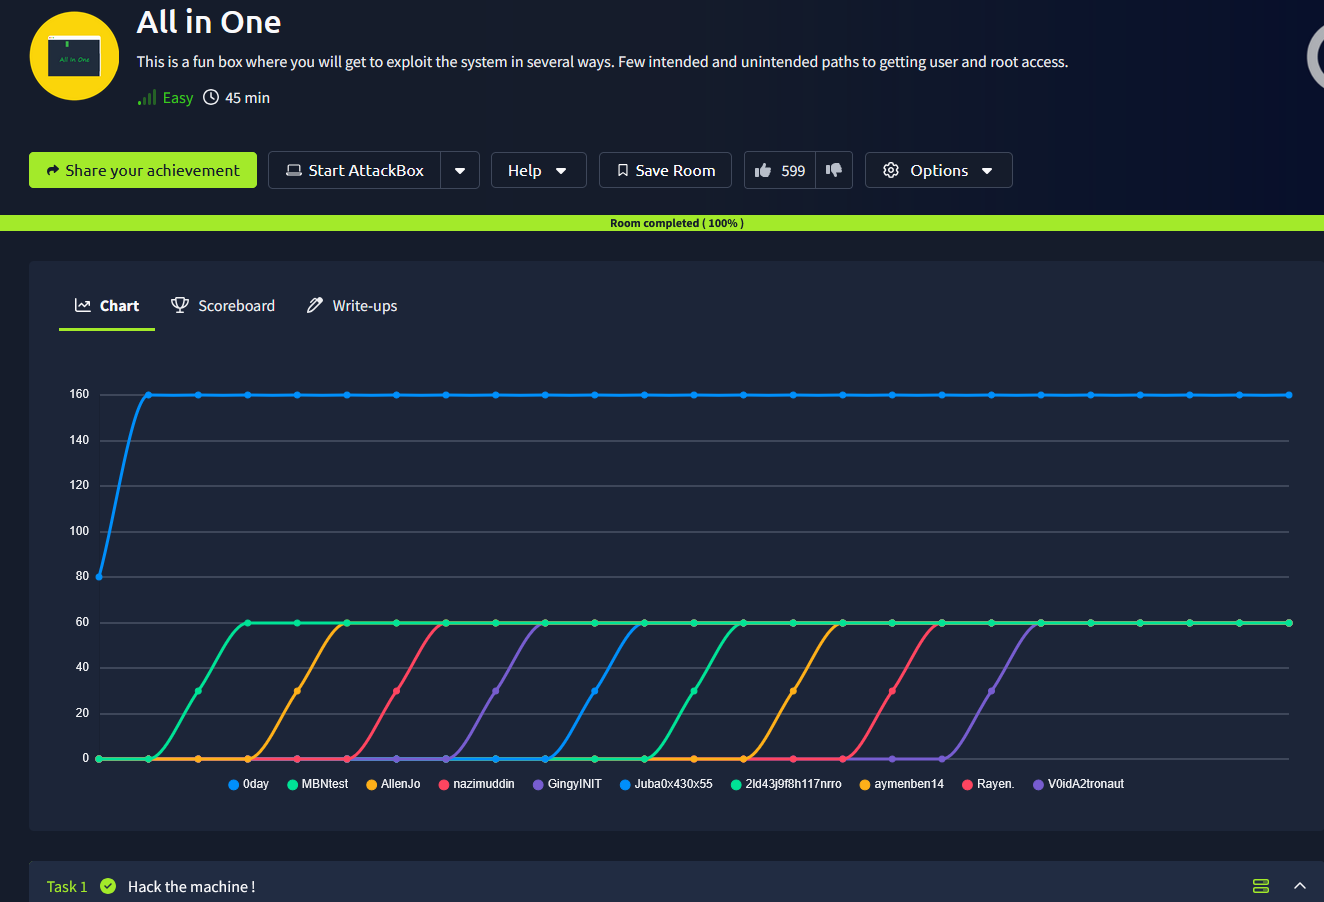 All in One
All in One
This is a fun box where you will get to exploit the system in several ways. Few intended and unintended paths to getting user and root access.
Easy 45 min
Share your achievement Start AttackBox Help Save Room 599 Options
Room completed ( 100% )
Chart Scoreboard Write-ups
160
140
120
100
80
60
40
20
0
0day MBNtest AllenJo nazimuddin GingyINIT Juba0x430x55 2ld43j9f8h117nrro aymenben14 Rayen. V0idA2tronaut
Task 1 Hack the machine !